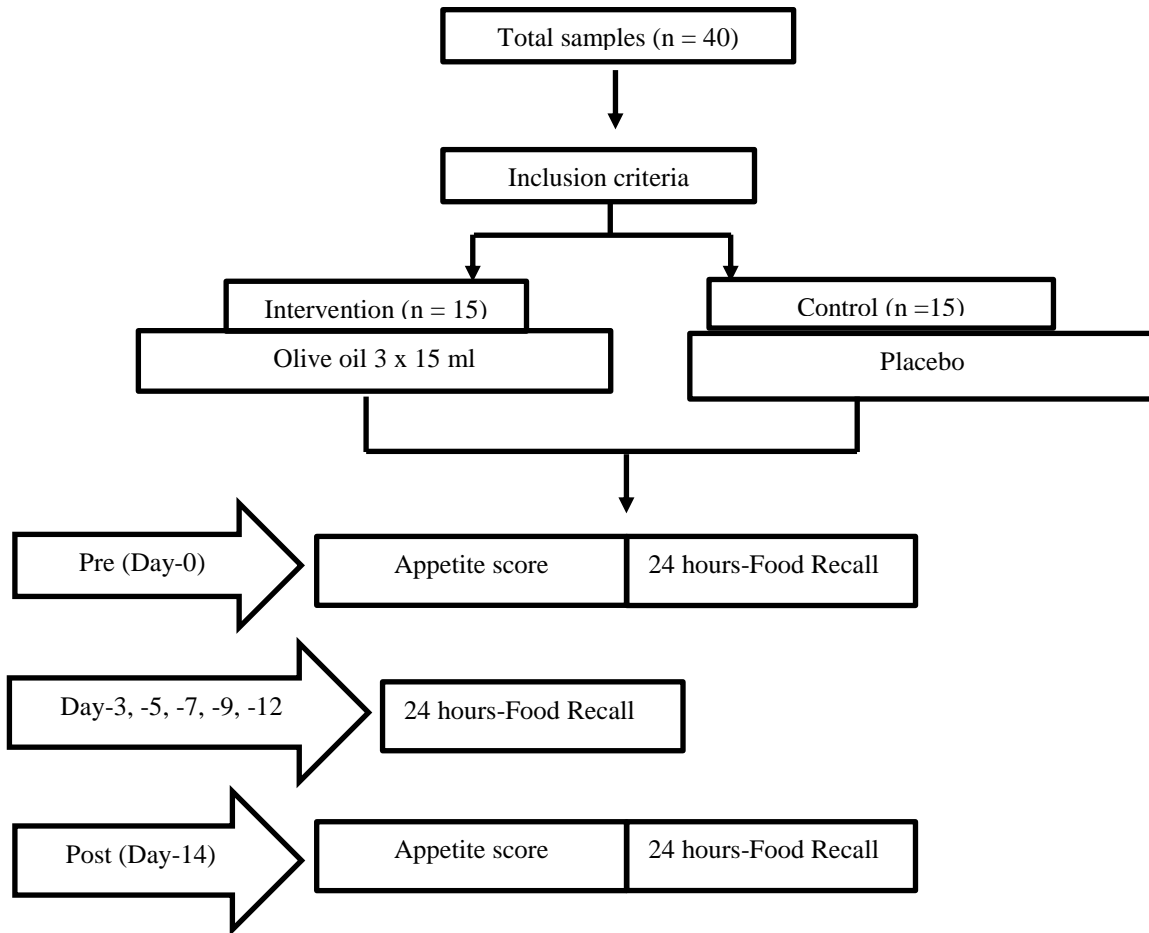 Total samples (n = 40)
Inclusion criteria
Intervention (n = 15)
Control (n =15)
Olive oil 3 x 15 ml
Placebo
Pre (Day-0)
Appetite score
24 hours-Food Recall
Day-3, -5, -7, -9, -12
24 hours-Food Recall
Post (Day-14)
Appetite score
24 hours-Food Recall